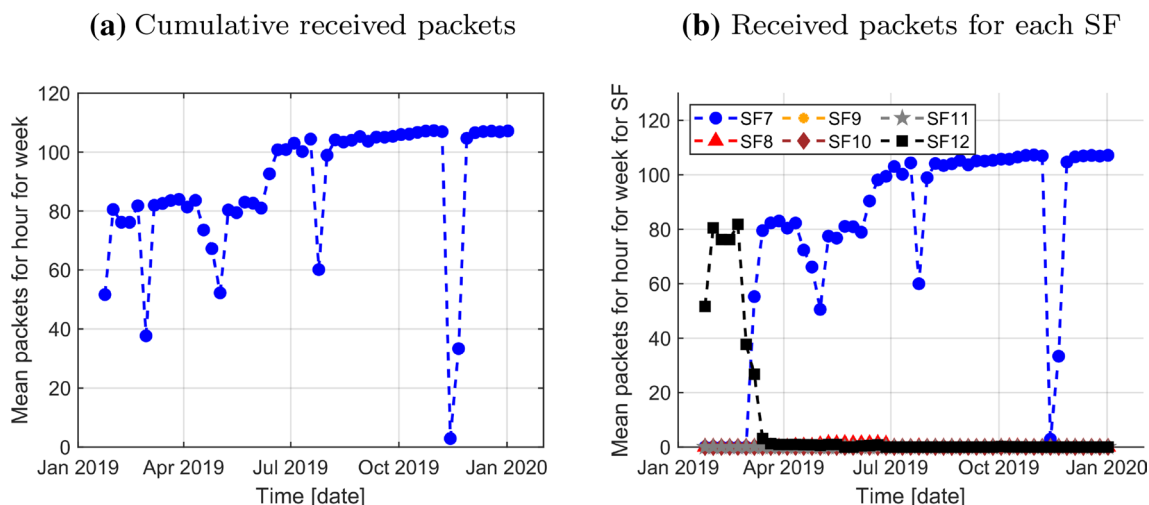 (a) Cumulative received packets
Mean packets for hour for week
120
100
80
60
40
20
0
Jan 2019 Apr 2019 Jul 2019 Oct 2019 Jan 2020
Time [date]
(b) Received packets for each SF
Mean packets for hour for week for SF
120
100
80
60
40
20
0
SF7 SF9 SF11
SF8 SF10 SF12
Jan 2019 Apr 2019 Jul 2019 Oct 2019 Jan 2020
Time [date]